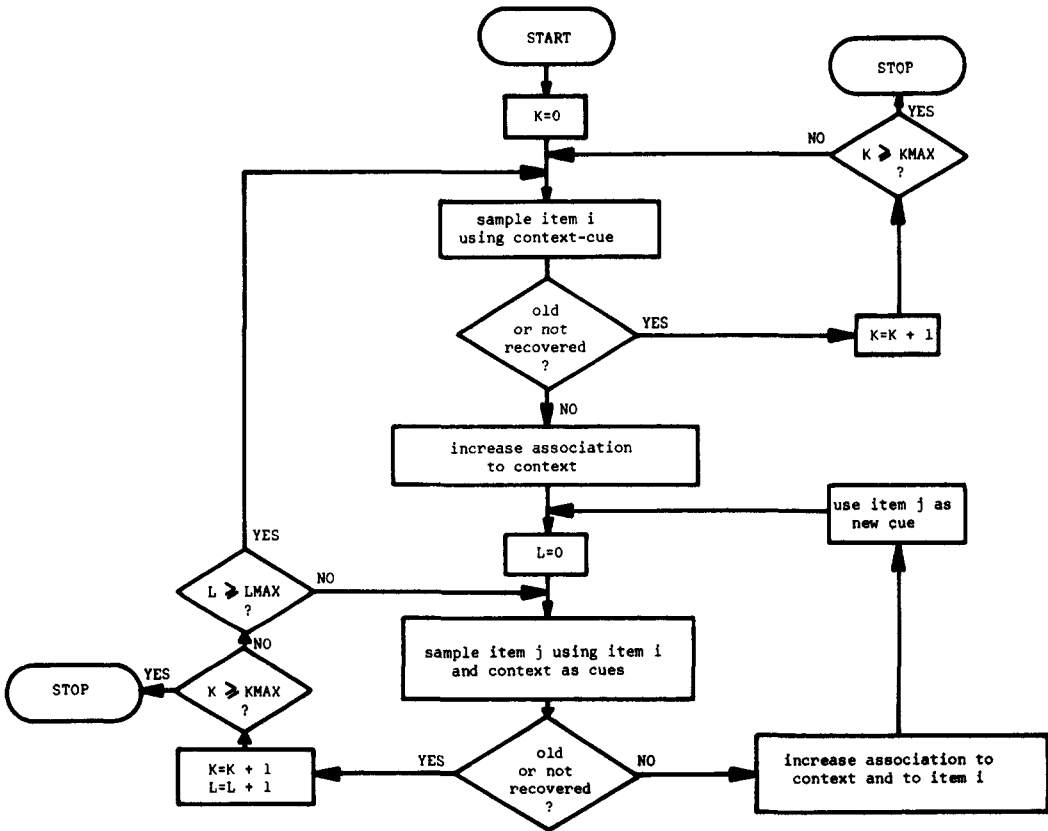 START
STOP
K=0
YES
NO
K ⩾ KMAX
?
sample item i
using context-cue
old
or not
recovered
?
YES
K=K + 1
NO
increase association
to context
use item j as
new cue
YES
L=0
L ⩾ LMAX
?
NO
sample item j using item i
and context as cues
NO
YES
STOP
K ⩾ KMAX
?
K=K + 1
L=L + 1
YES
old
or not
recovered
?
NO
increase association to
context and to item i